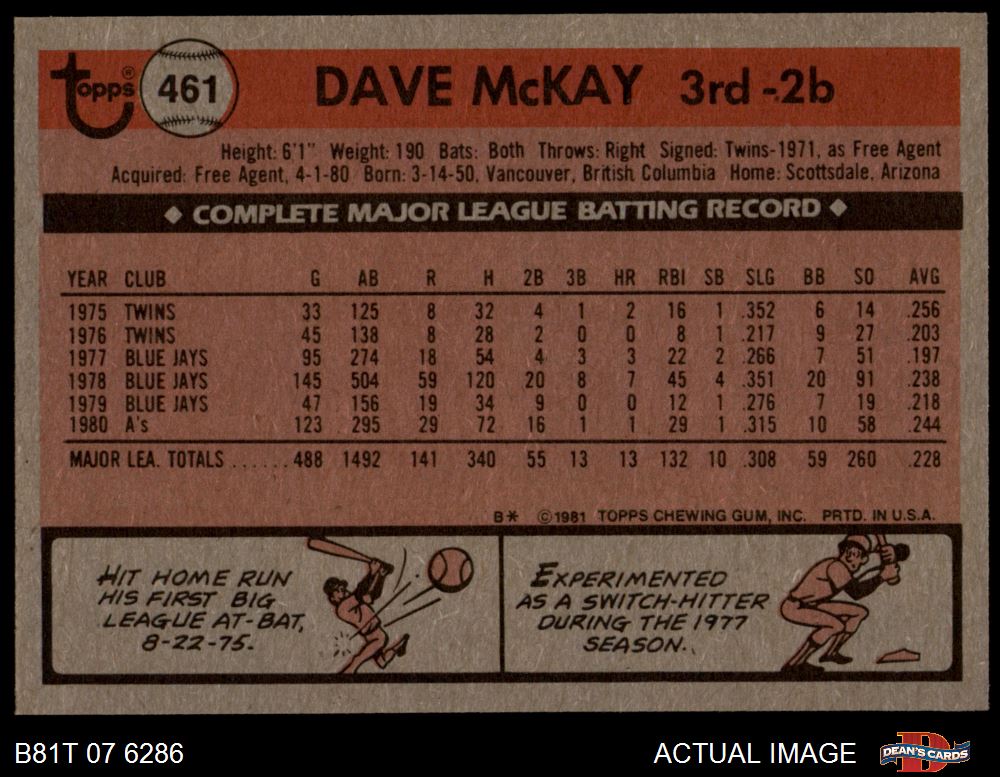 topps® 461 DAVE McKAY 3rd -2b
Height: 6'1" Weight: 190 Bats: Both Throws: Right Signed: Twins-1971, as Free Agent
Acquired: Free Agent, 4-1-80 Born: 3-14-50, Vancouver, British Columbia Home: Scottsdale, Arizona
◆ COMPLETE MAJOR LEAGUE BATTING RECORD ◆
YEAR CLUB G AB R H 2B 3B HR RBI SB SLG BB SO AVG
1975 TWINS 33 125 8 32 4 1 2 16 1 .352 6 14 .256
1976 TWINS 45 138 8 28 2 0 0 8 1 .217 9 27 .203
1977 BLUE JAYS 95 274 18 54 4 3 3 22 2 .266 7 51 .197
1978 BLUE JAYS 145 504 59 120 20 8 7 45 4 .351 20 91 .238
1979 BLUE JAYS 47 156 19 34 9 0 0 12 1 .276 7 19 .218
1980 A's 123 295 29 72 16 1 1 29 1 .315 10 58 .244
MAJOR LEA. TOTALS ...... 488 1492 141 340 55 13 13 132 10 .308 59 260 .228
B* ©1981 TOPPS CHEWING GUM, INC. PRTD. IN U.S.A.
HIT HOME RUN
HIS FIRST BIG
LEAGUE AT-BAT,
8-22-75.
EXPERIMENTED
AS A SWITCH-HITTER
DURING THE 1977
SEASON.
B81T 07 6286 ACTUAL IMAGE DEAN'S CARDS